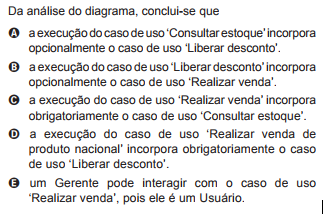 Da análise do diagrama, conclui-se que
A a execução do caso de uso ‘Consultar estoque’ incorpora
opcionalmente o caso de uso ‘Liberar desconto’.
B a execução do caso de uso ‘Liberar desconto’ incorpora
opcionalmente o caso de uso ‘Realizar venda’.
C a execução do caso de uso ‘Realizar venda’ incorpora
obrigatoriamente o caso de uso ‘Consultar estoque’.
D a execução do caso de uso ‘Realizar venda de
produto nacional’ incorpora obrigatoriamente o caso
de uso ‘Liberar desconto’.
E um Gerente pode interagir com o caso de uso
‘Realizar venda’, pois ele é um Usuário.